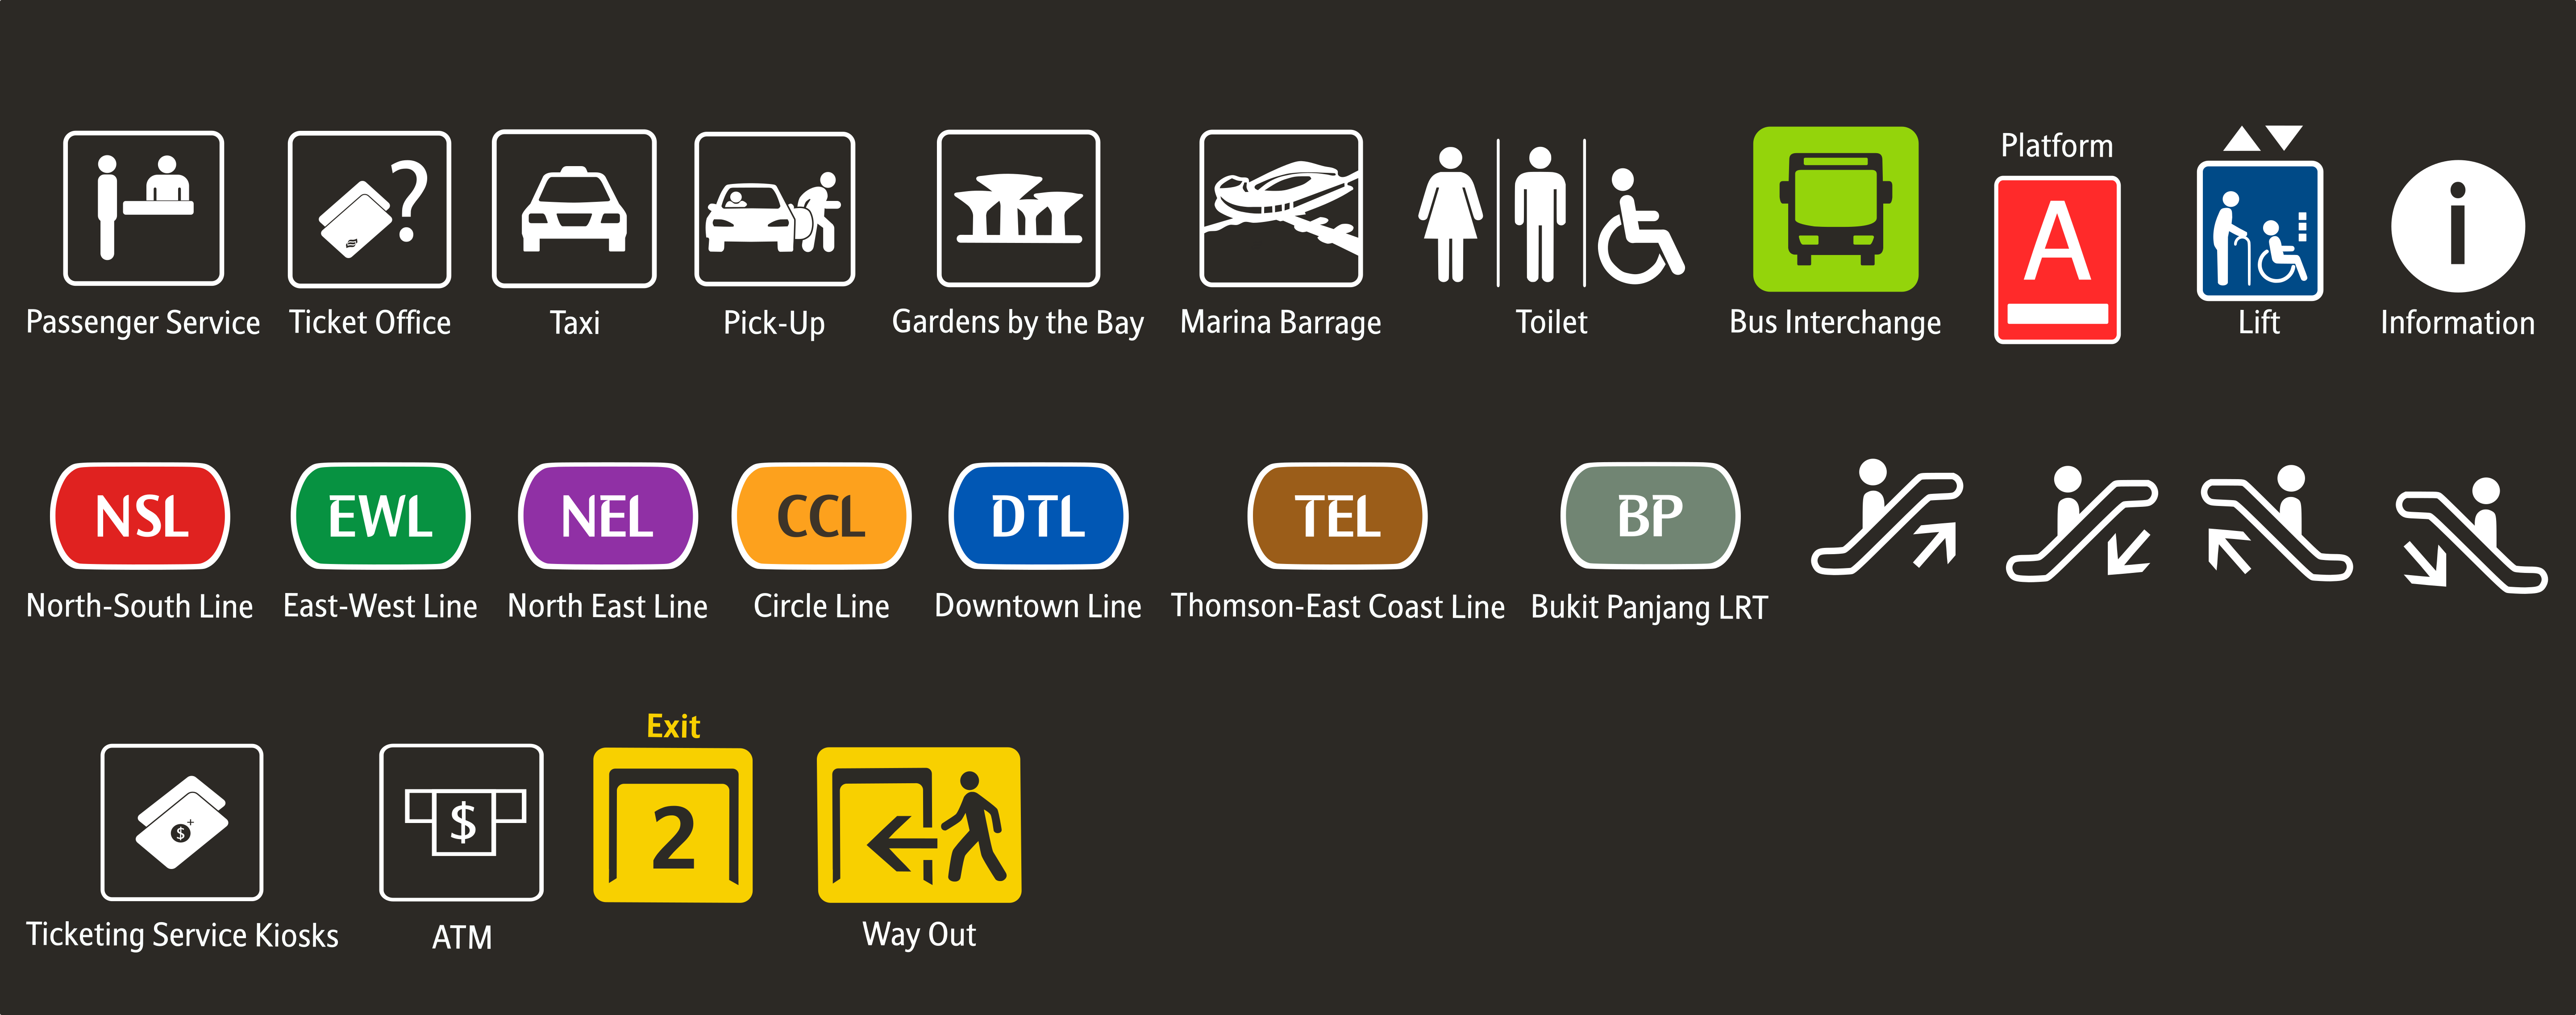 ?
Passenger Service
Ticket Office
Taxi
Pick-Up
Gardens by the Bay
Marina Barrage
Toilet
Bus Interchange
Platform
A
Lift
i
Information
NSL
North-South Line
EWL
East-West Line
NEL
North East Line
CCL
Circle Line
DTL
Downtown Line
TEL
Thomson-East Coast Line
BP
Bukit Panjang LRT
$+
Ticketing Service Kiosks
$
ATM
Exit
2
Way Out